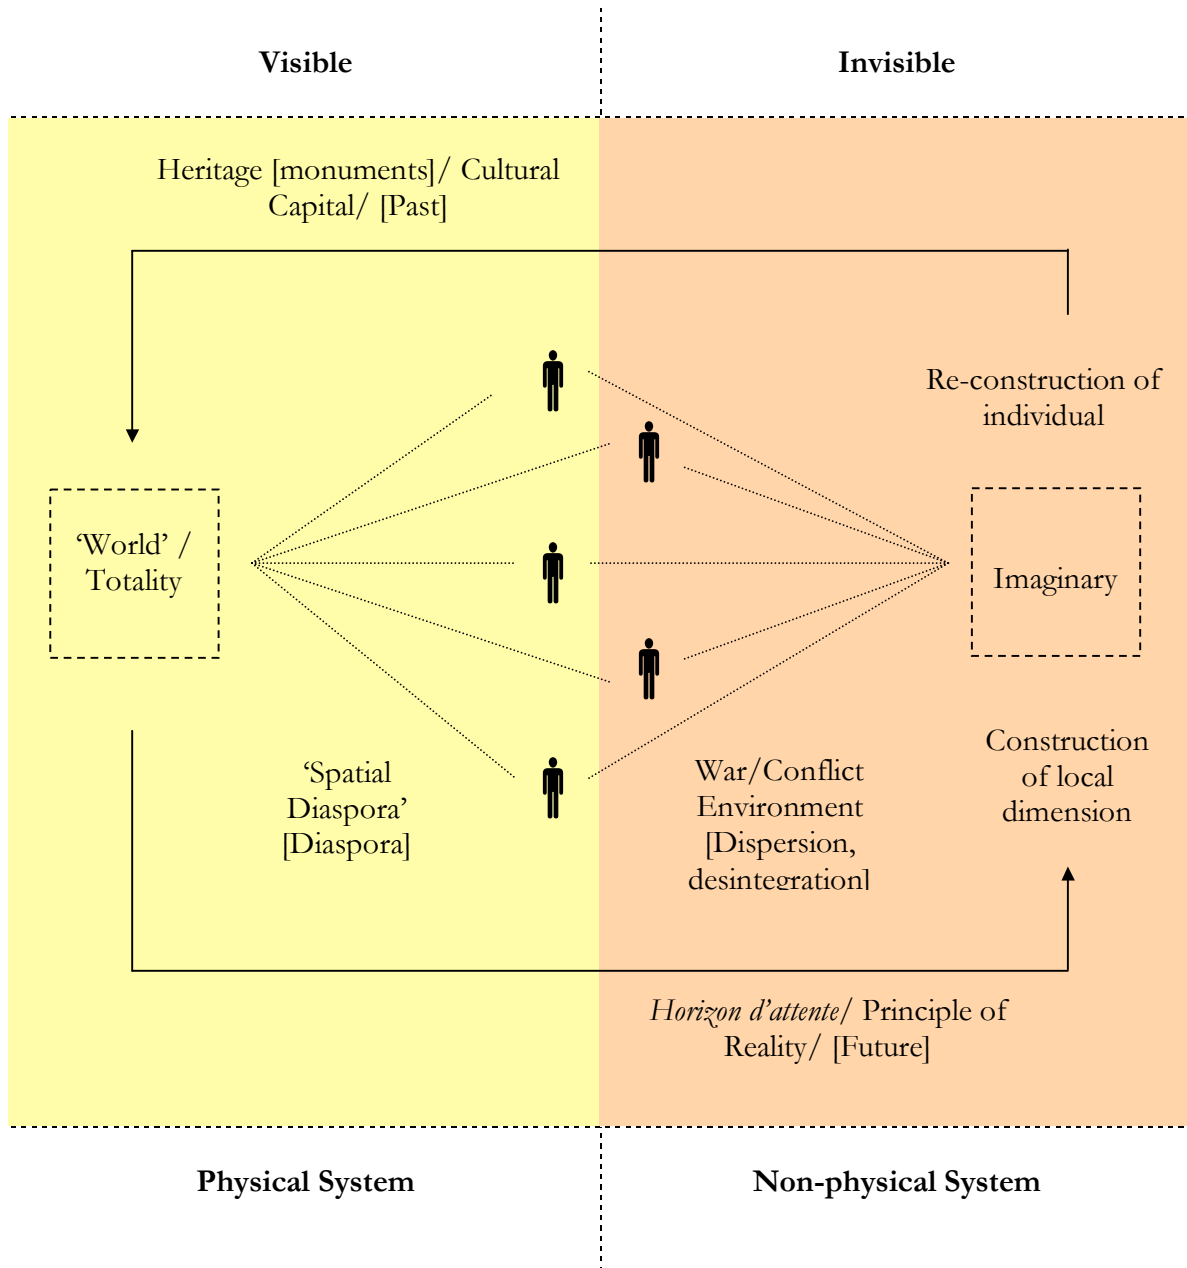 Visible
Invisible
Heritage [monuments]/ Cultural
Capital/ [Past]
Re-construction of
individual
‘World’ /
Totality
Imaginary
‘Spatial
Diaspora’
[Diaspora]
War/Conflict
Environment
[Dispersion,
desintegration]
Construction
of local
dimension
Horizon d’attente/ Principle of
Reality/ [Future]
Physical System
Non-physical System